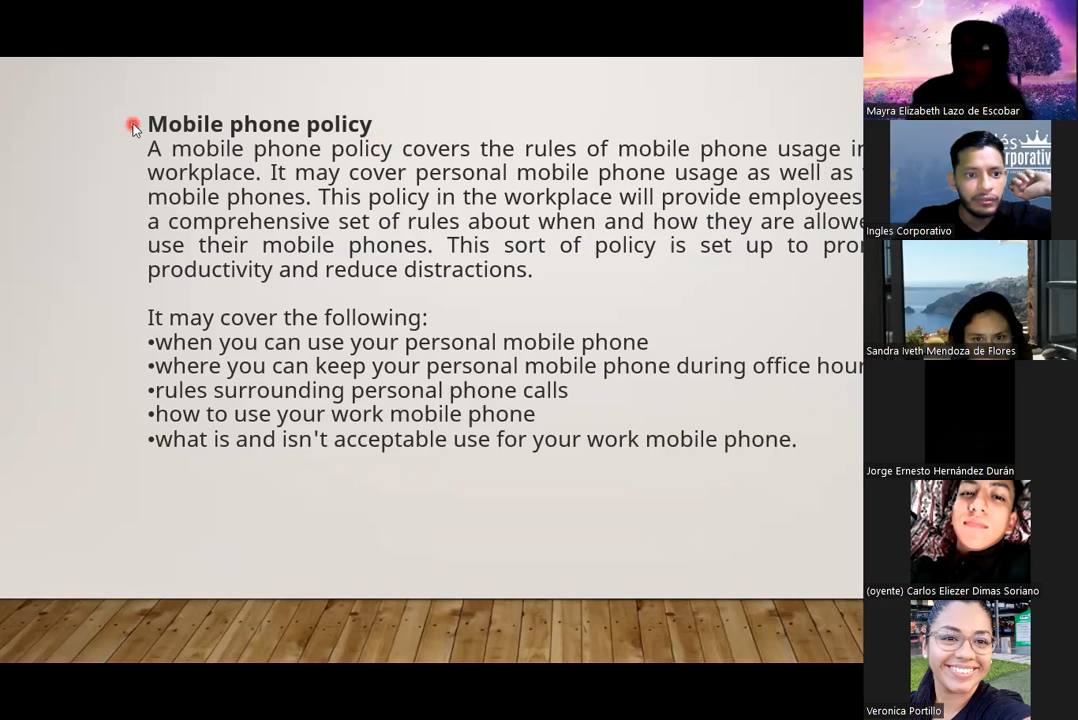 Mobile phone policy
A mobile phone policy covers the rules of mobile phone usage in
workplace. It may cover personal mobile phone usage as well as
mobile phones. This policy in the workplace will provide employees
a comprehensive set of rules about when and how they are allowe
use their mobile phones. This sort of policy is set up to pro
productivity and reduce distractions.
It may cover the following:
•when you can use your personal mobile phone
•where you can keep your personal mobile phone during office hour
•rules surrounding personal phone calls
•how to use your work mobile phone
•what is and isn't acceptable use for your work mobile phone.
Mayra Elizabeth Lazo de Escobar
és
rporativ
Ingles Corporativo
Sandra Iveth Mendoza de Flores
Jorge Ernesto Hernández Durán
(oyente) Carlos Eliezer Dimas Soriano
Veronica Portillo